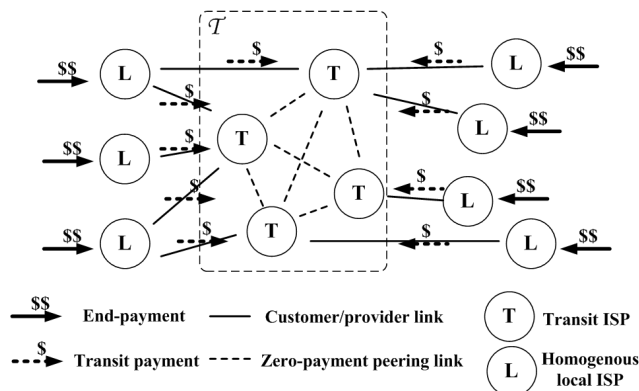 𝒯
$$ L $ T $ L $$
$ $ L $$
$$ L $ T
$ T $ L $$
$$ L $ T $ L $$
$$ End-payment Customer/provider link T Transit ISP
$ Transit payment Zero-payment peering link L Homogenous
local ISP